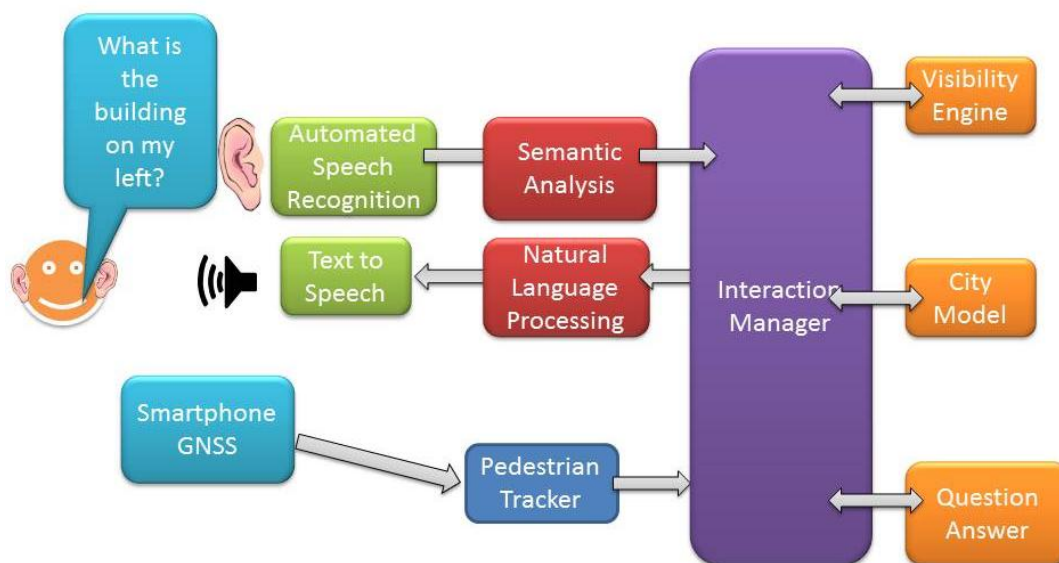 What is
the
building
on my
left?
Automated
Speech
Recognition
Semantic
Analysis
Visibility
Engine
Text to
Speech
Natural
Language
Processing
Interaction
Manager
City
Model
Smartphone
GNSS
Pedestrian
Tracker
Question
Answer